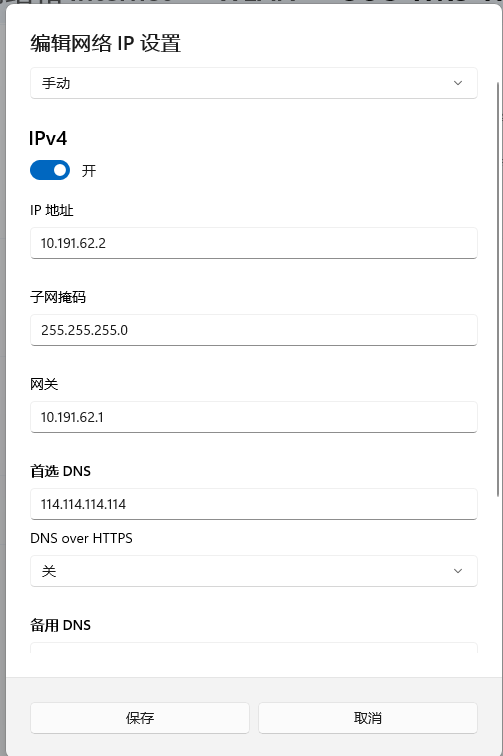 编辑网络 IP 设置
手动
IPv4
开
IP 地址
10.191.62.2
子网掩码
255.255.255.0
网关
10.191.62.1
首选 DNS
114.114.114.114
DNS over HTTPS
关
备用 DNS
保存
取消